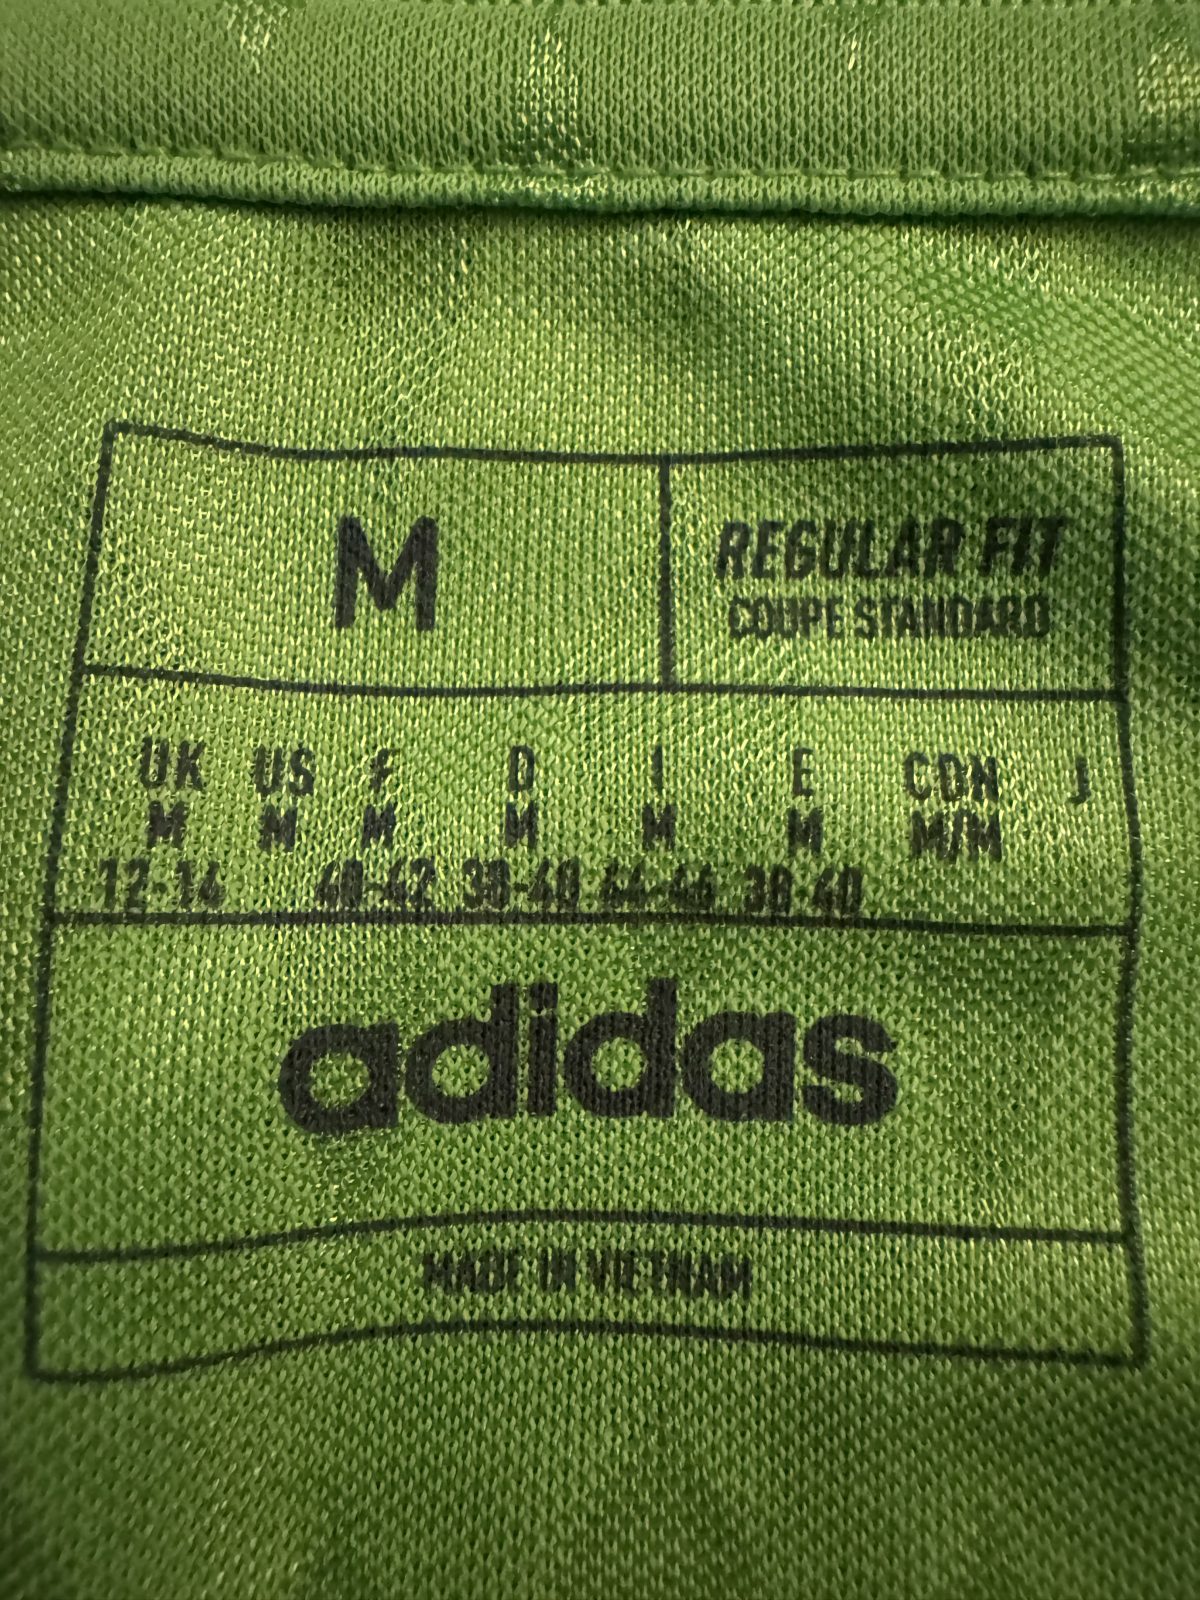 M
REGULAR FIT
COUPE STANDARD
UK US F D I E CDN J
M M M M M M M/M
12-14 40-42 38-40 44-46 38-40
adidas
MADE IN VIETNAM